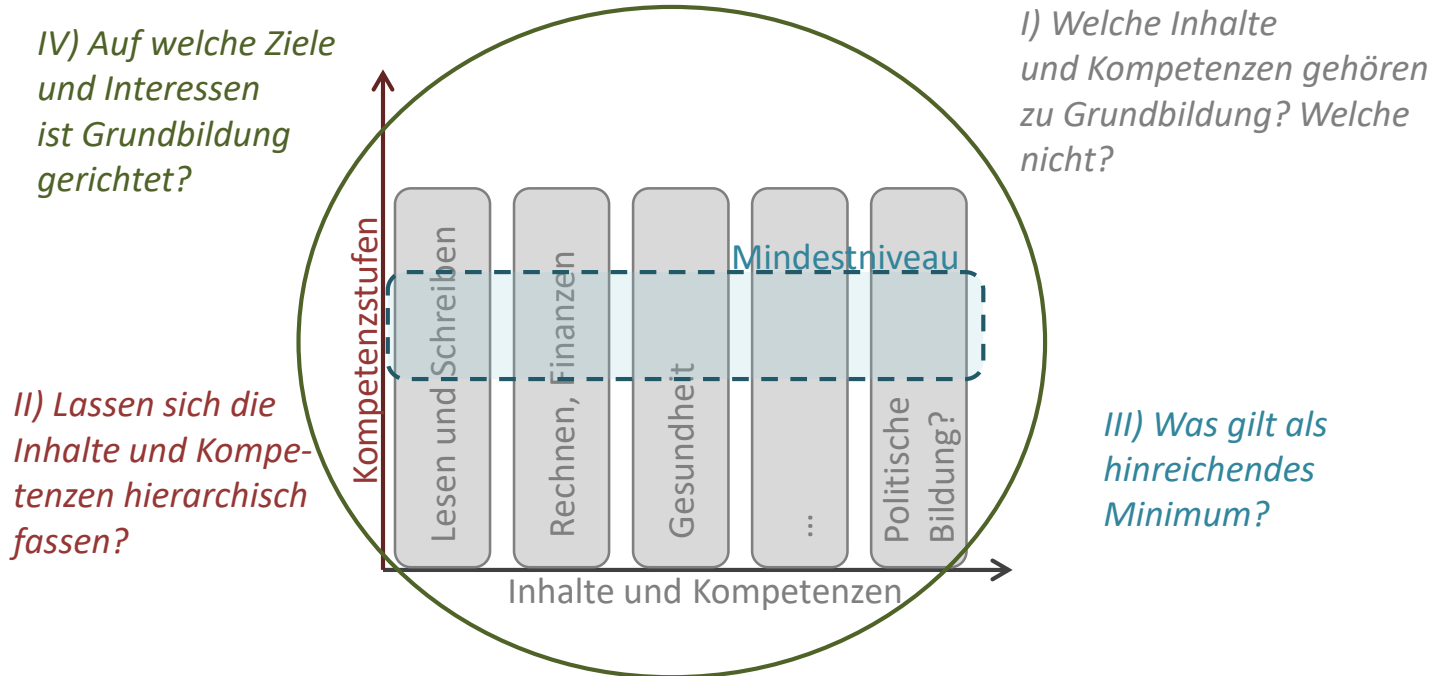 IV) Auf welche Ziele
und Interessen
ist Grundbildung
gerichtet?
I) Welche Inhalte
und Kompetenzen gehören
zu Grundbildung? Welche
nicht?
Kompetenzstufen
Mindestniveau
Lesen und Schreiben
Rechnen, Finanzen
Gesundheit
...
Politische
Bildung?
II) Lassen sich die
Inhalte und Kompe-
tenzen hierarchisch
fassen?
III) Was gilt als
hinreichendes
Minimum?
Inhalte und Kompetenzen